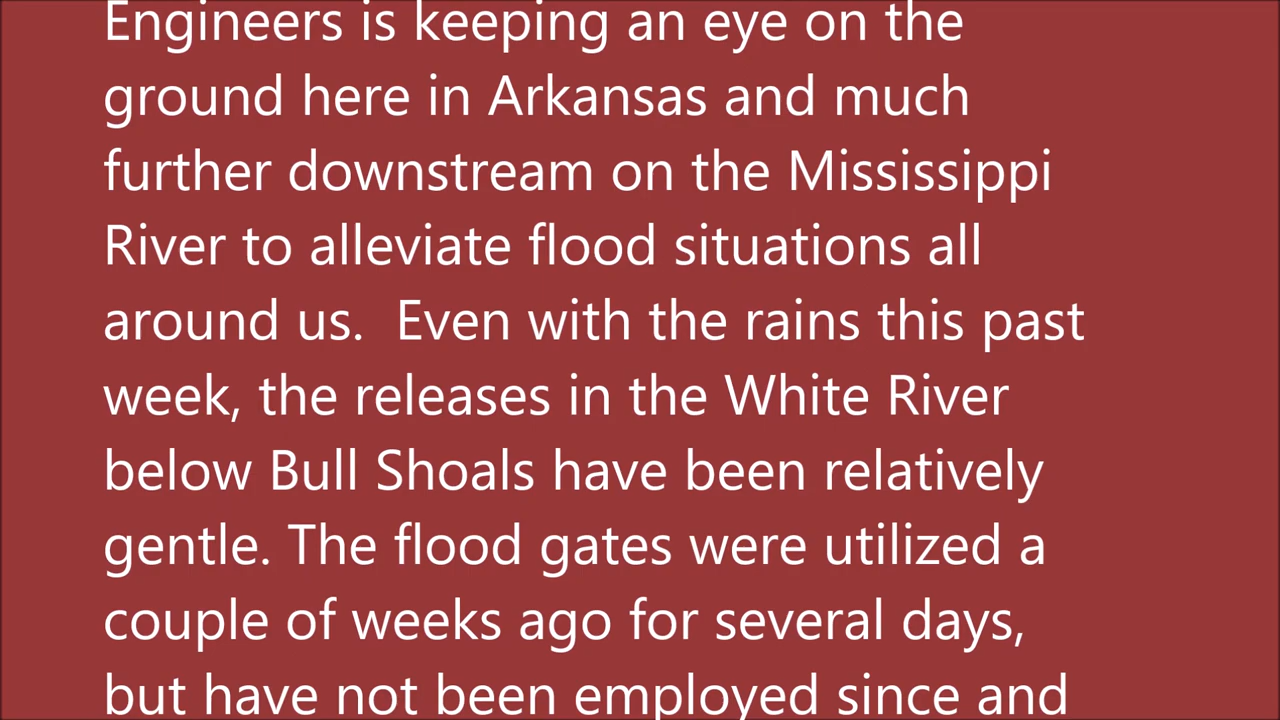 Engineers is keeping an eye on the
ground here in Arkansas and much
further downstream on the Mississippi
River to alleviate flood situations all
around us.  Even with the rains this past
week, the releases in the White River
below Bull Shoals have been relatively
gentle. The flood gates were utilized a
couple of weeks ago for several days,
but have not been employed since and